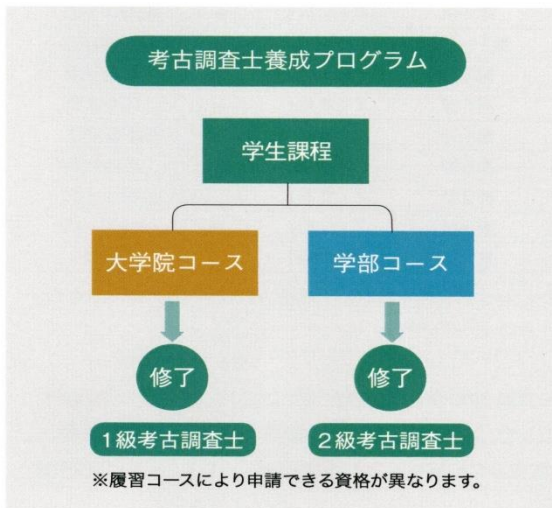 考古調査士養成プログラム
学生課程
大学院コース
学部コース
修了
修了
1級考古調査士
2級考古調査士
※履習コースにより申請できる資格が異なります。